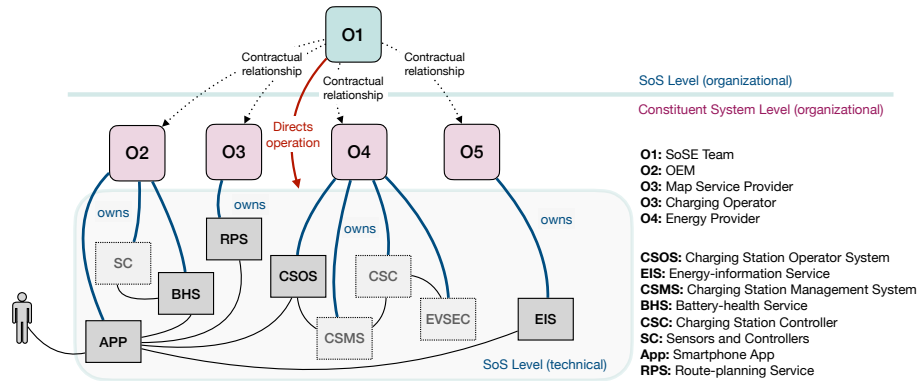 O1
Contractual
relationship
Contractual
relationship
Contractual
relationship
SoS Level (organizational)
Constituent System Level (organizational)
Directs
operation
O2
O3
O4
O5
owns
owns
owns
owns
SC
BHS
RPS
CSOS
CSC
CSMS
EVSEC
EIS
APP
SoS Level (technical)
O1: SoSE Team
O2: OEM
O3: Map Service Provider
O3: Charging Operator
O4: Energy Provider
CSOS: Charging Station Operator System
EIS: Energy-information Service
CSMS: Charging Station Management System
BHS: Battery-health Service
CSC: Charging Station Controller
SC: Sensors and Controllers
App: Smartphone App
RPS: Route-planning Service